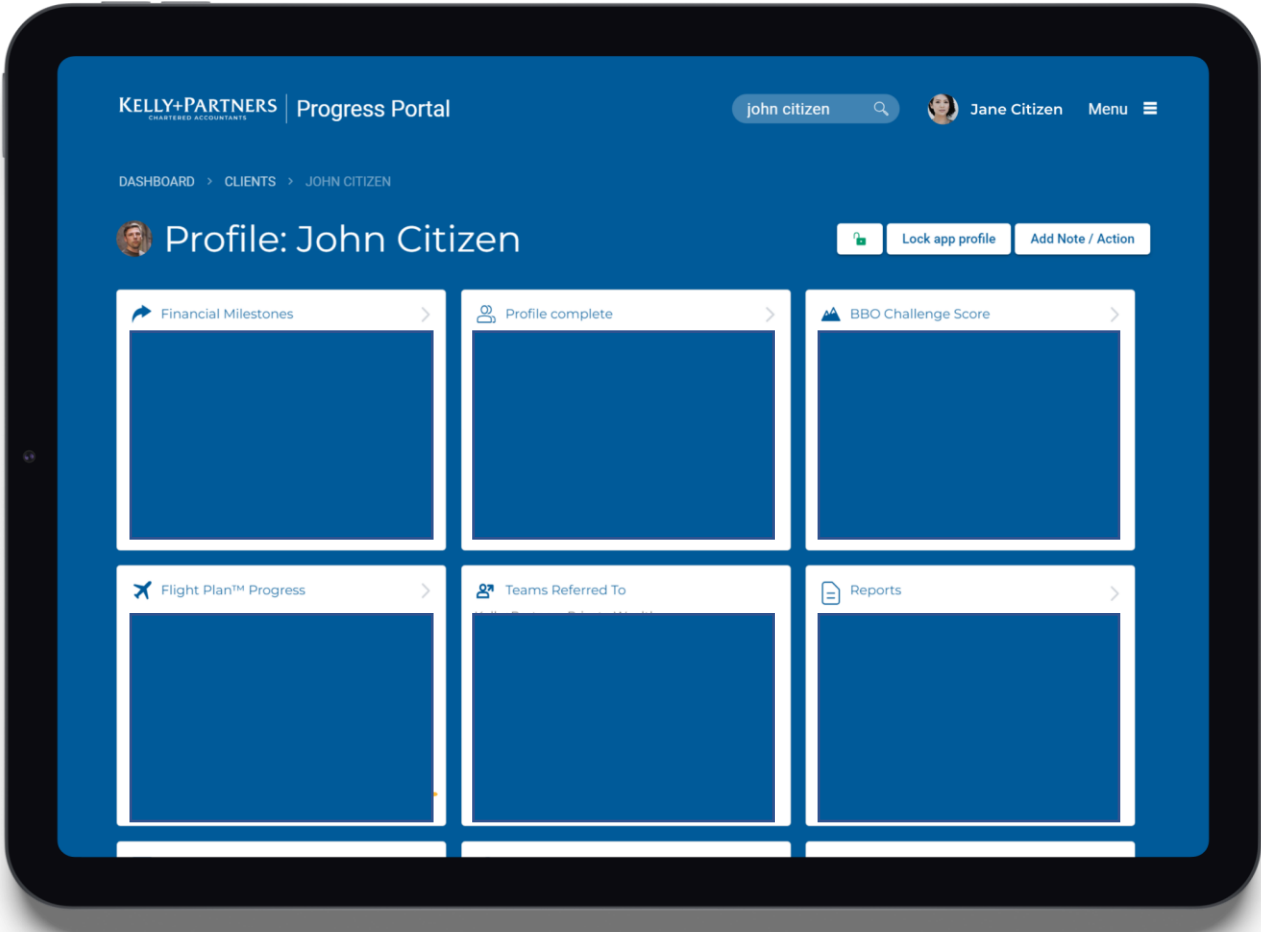 KELLY+PARTNERS
CHARTERED ACCOUNTANTS
Progress Portal
john citizen
Jane Citizen
Menu
DASHBOARD > CLIENTS > JOHN CITIZEN
Profile: John Citizen
Lock app profile
Add Note / Action
Financial Milestones
Profile complete
BBO Challenge Score
Flight Plan™ Progress
Teams Referred To
Reports